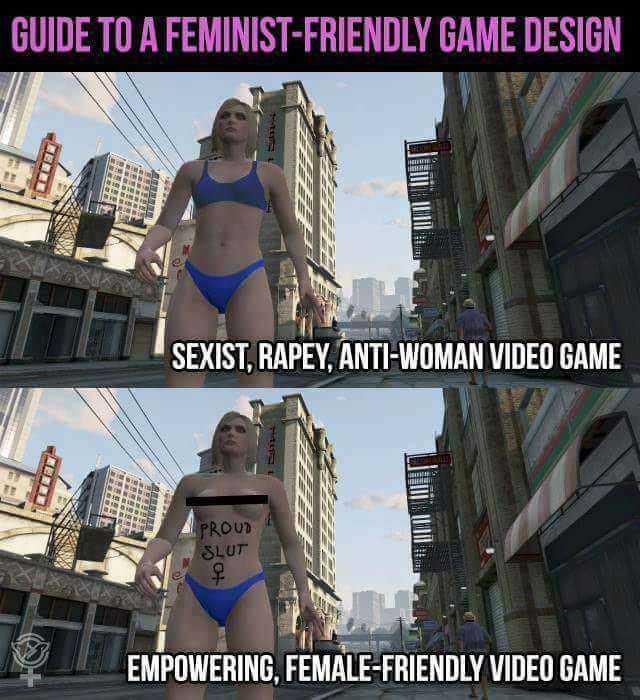 GUIDE TO A FEMINIST-FRIENDLY GAME DESIGN
SEXIST, RAPEY, ANTI-WOMAN VIDEO GAME
PROUD
SLUT
♀
EMPOWERING, FEMALE-FRIENDLY VIDEO GAME